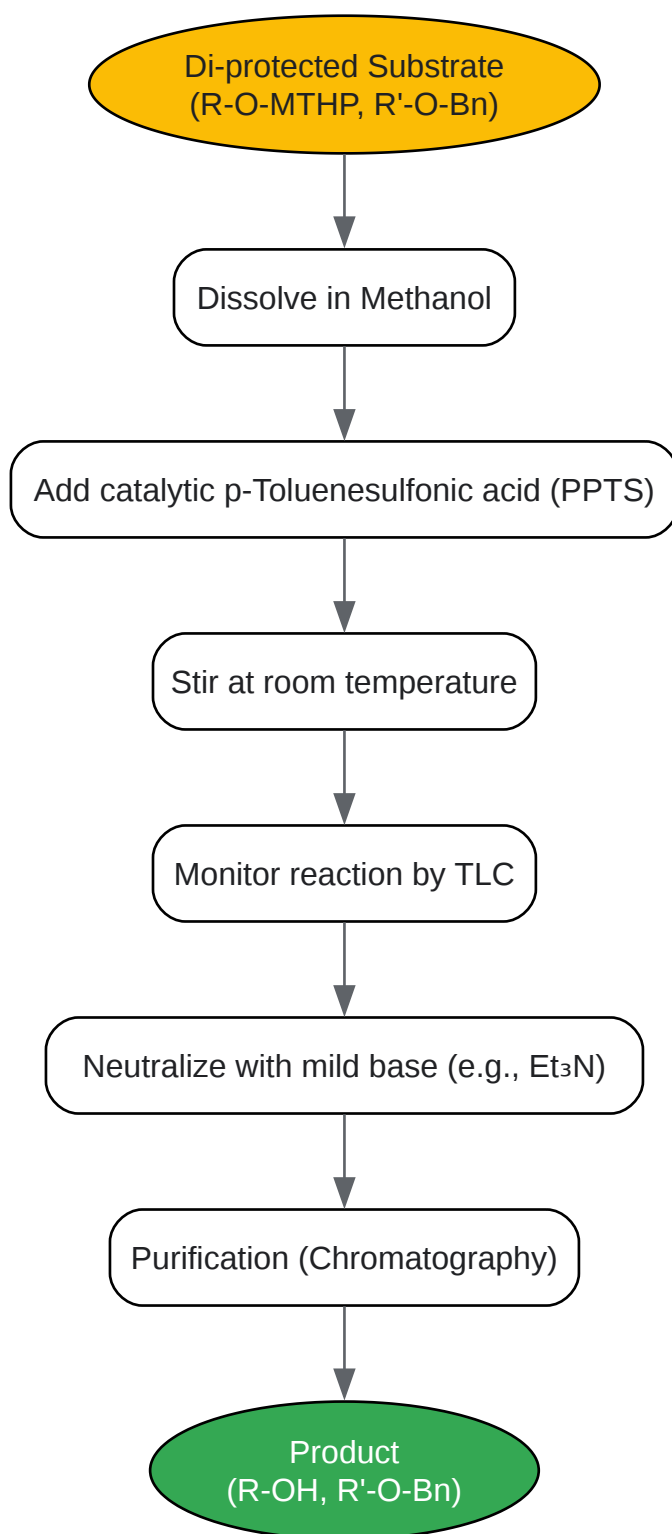 Di-protected Substrate
(R-O-MTHP, R'-O-Bn)
Dissolve in Methanol
Add catalytic p-Toluenesulfonic acid (PPTS)
Stir at room temperature
Monitor reaction by TLC
Neutralize with mild base (e.g., Et₃N)
Purification (Chromatography)
Product
(R-OH, R'-O-Bn)